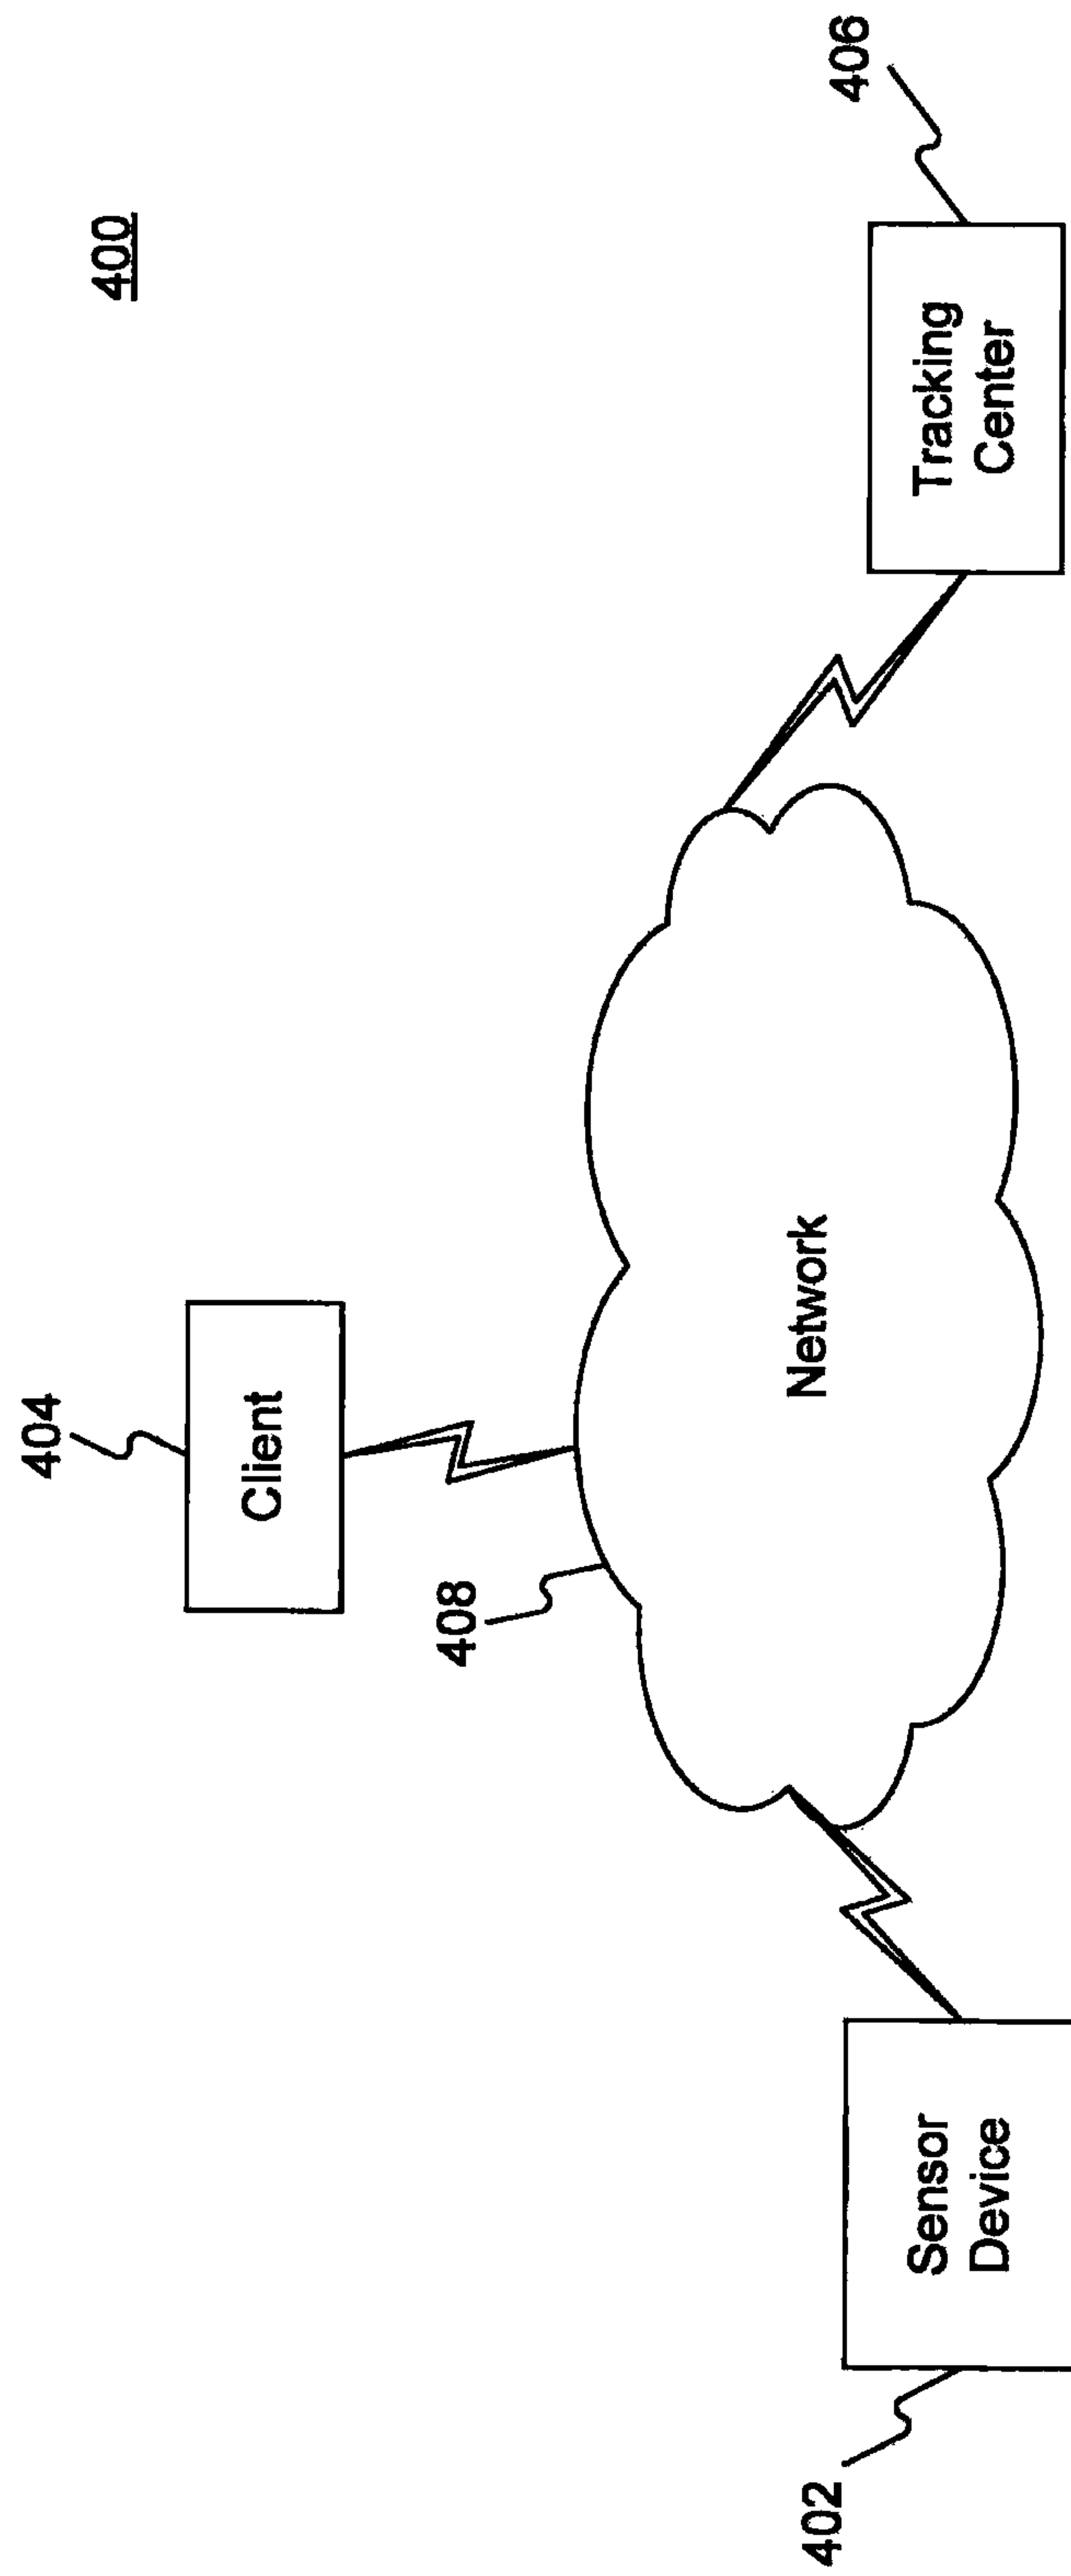 400
404
Client
408
Network
406
Tracking
Center
402
Sensor
Device